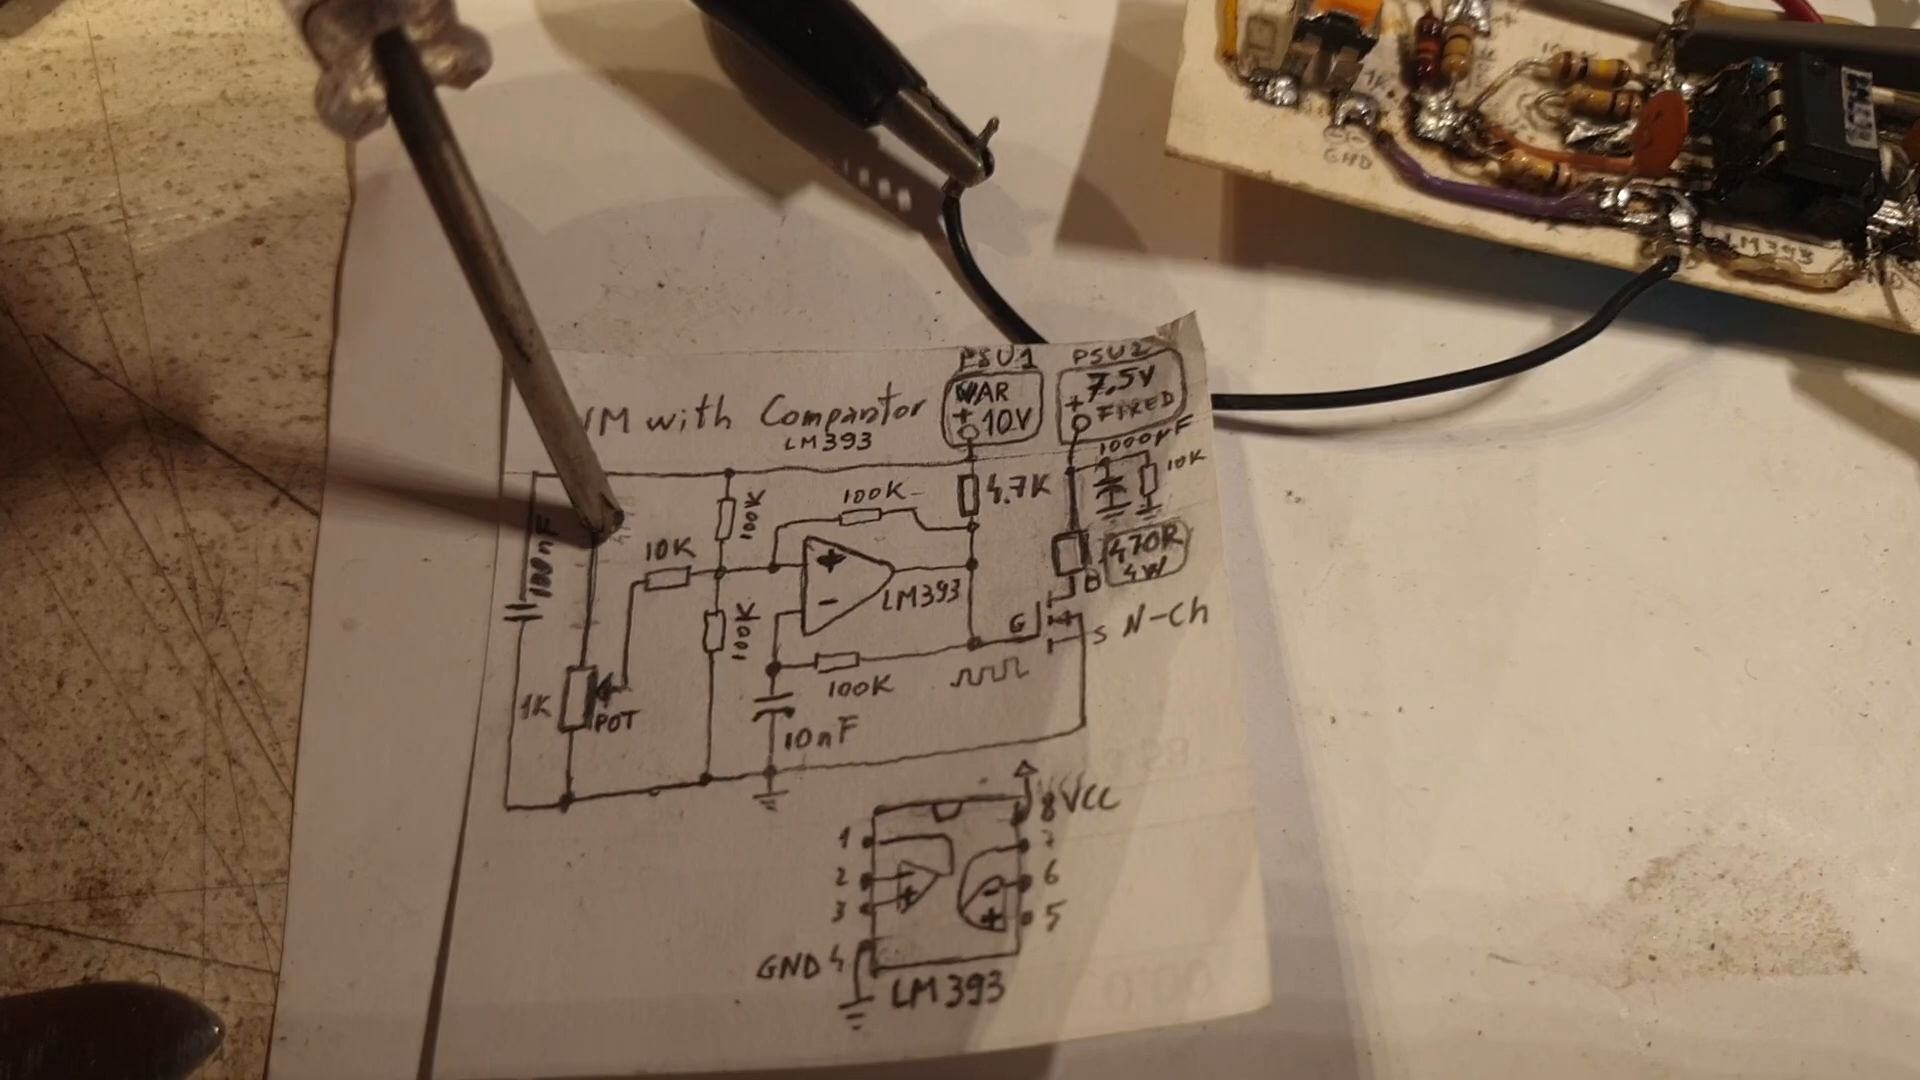 PSU1
PSU2
VAR
+ 10V
7.5V
+ FIXED
with Compantor
LM393
1000µF
10K
4.7K
100K
100K
100nF
10K
470R
4W
+
-
LM393
D
G
S
N-Ch
100K
100K
1K
POT
10nF
8 VCC
1
7
2
6
3
5
+
-
+
GND 4
LM393
GND
LM393